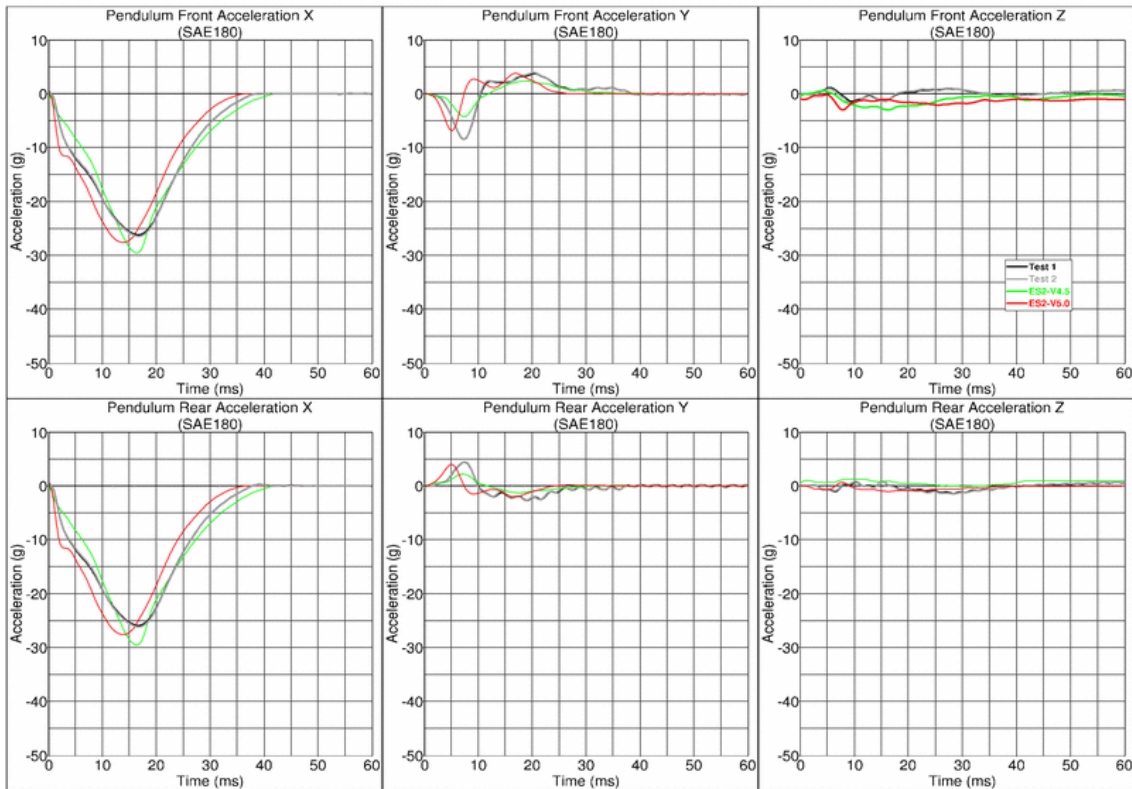 Pendulum Front Acceleration X
(SAE180)
Acceleration (g)
10
0
-10
-20
-30
-40
-50
0 10 20 30 40 50 60
Time (ms)
Pendulum Front Acceleration Y
(SAE180)
Acceleration (g)
10
0
-10
-20
-30
-40
-50
0 10 20 30 40 50 60
Time (ms)
Pendulum Front Acceleration Z
(SAE180)
Acceleration (g)
10
0
-10
-20
-30
-40
-50
0 10 20 30 40 50 60
Time (ms)
Test 1
Test 2
ES2-V4.5
ES2-V5.0
Pendulum Rear Acceleration X
(SAE180)
Acceleration (g)
10
0
-10
-20
-30
-40
-50
0 10 20 30 40 50 60
Time (ms)
Pendulum Rear Acceleration Y
(SAE180)
Acceleration (g)
10
0
-10
-20
-30
-40
-50
0 10 20 30 40 50 60
Time (ms)
Pendulum Rear Acceleration Z
(SAE180)
Acceleration (g)
10
0
-10
-20
-30
-40
-50
0 10 20 30 40 50 60
Time (ms)